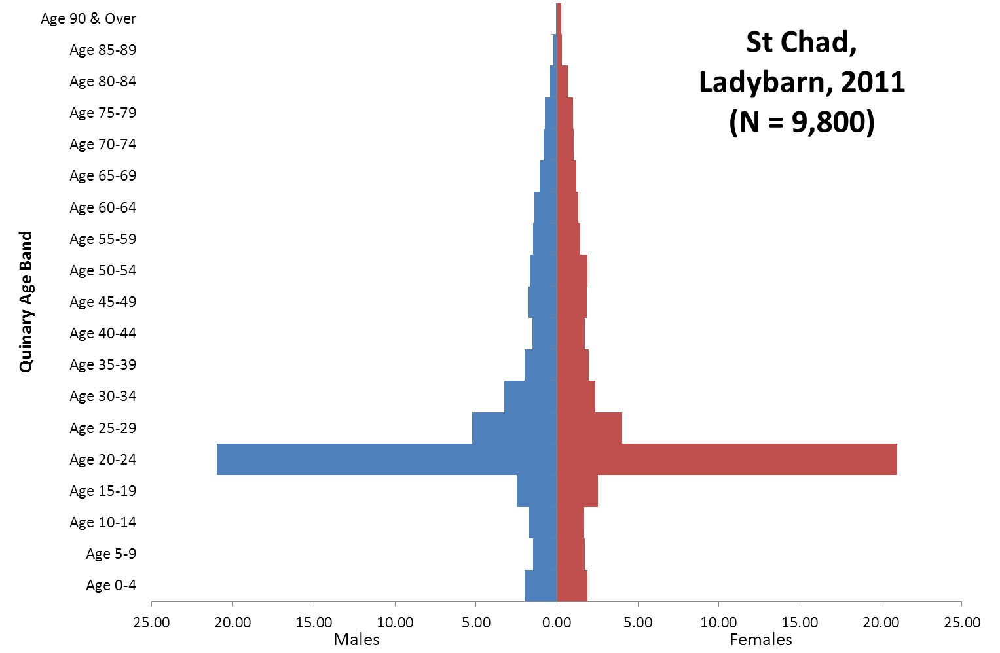 St Chad,
Ladybarn, 2011
(N = 9,800)
Quinary Age Band
Age 90 & Over
Age 85-89
Age 80-84
Age 75-79
Age 70-74
Age 65-69
Age 60-64
Age 55-59
Age 50-54
Age 45-49
Age 40-44
Age 35-39
Age 30-34
Age 25-29
Age 20-24
Age 15-19
Age 10-14
Age 5-9
Age 0-4
25.00 20.00 15.00 10.00 5.00 0.00 5.00 10.00 15.00 20.00 25.00
Males Females